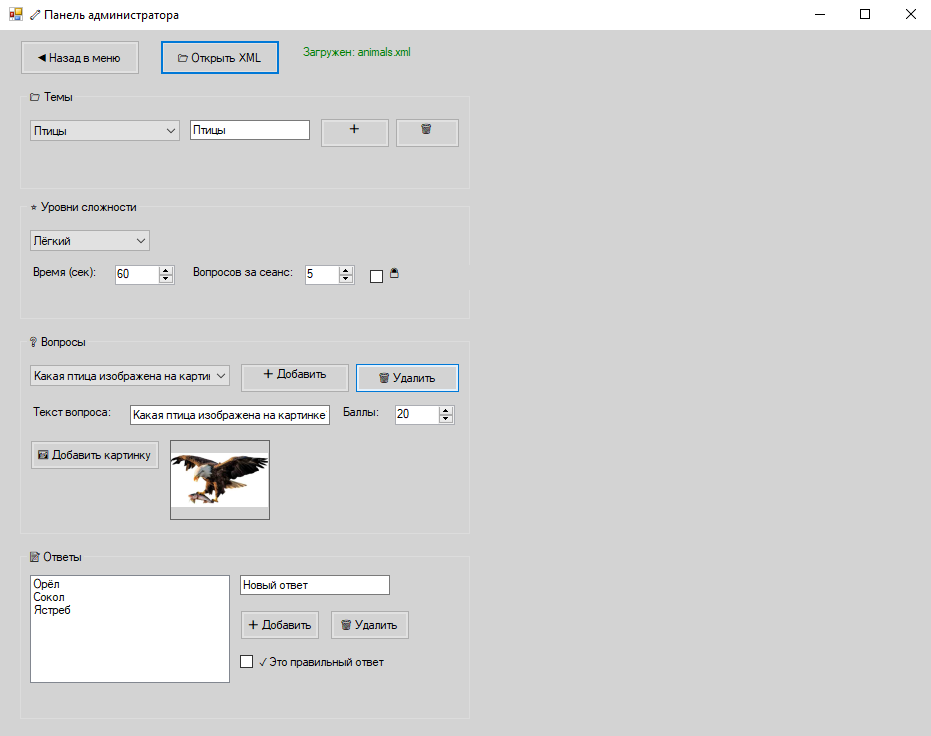 Панель администратора
◄ Назад в меню
Открыть XML
Загружен: animals.xml
Темы
Птицы
Птицы
+
Уровни сложности
Лёгкий
Время (сек):
60
Вопросов за сеанс:
5
Вопросы
Какая птица изображена на картин
+ Добавить
Удалить
Текст вопроса:
Какая птица изображена на картинке
Баллы:
20
Добавить картинку
Ответы
Орёл
Сокол
Ястреб
Новый ответ
+ Добавить
Удалить
✓ Это правильный ответ